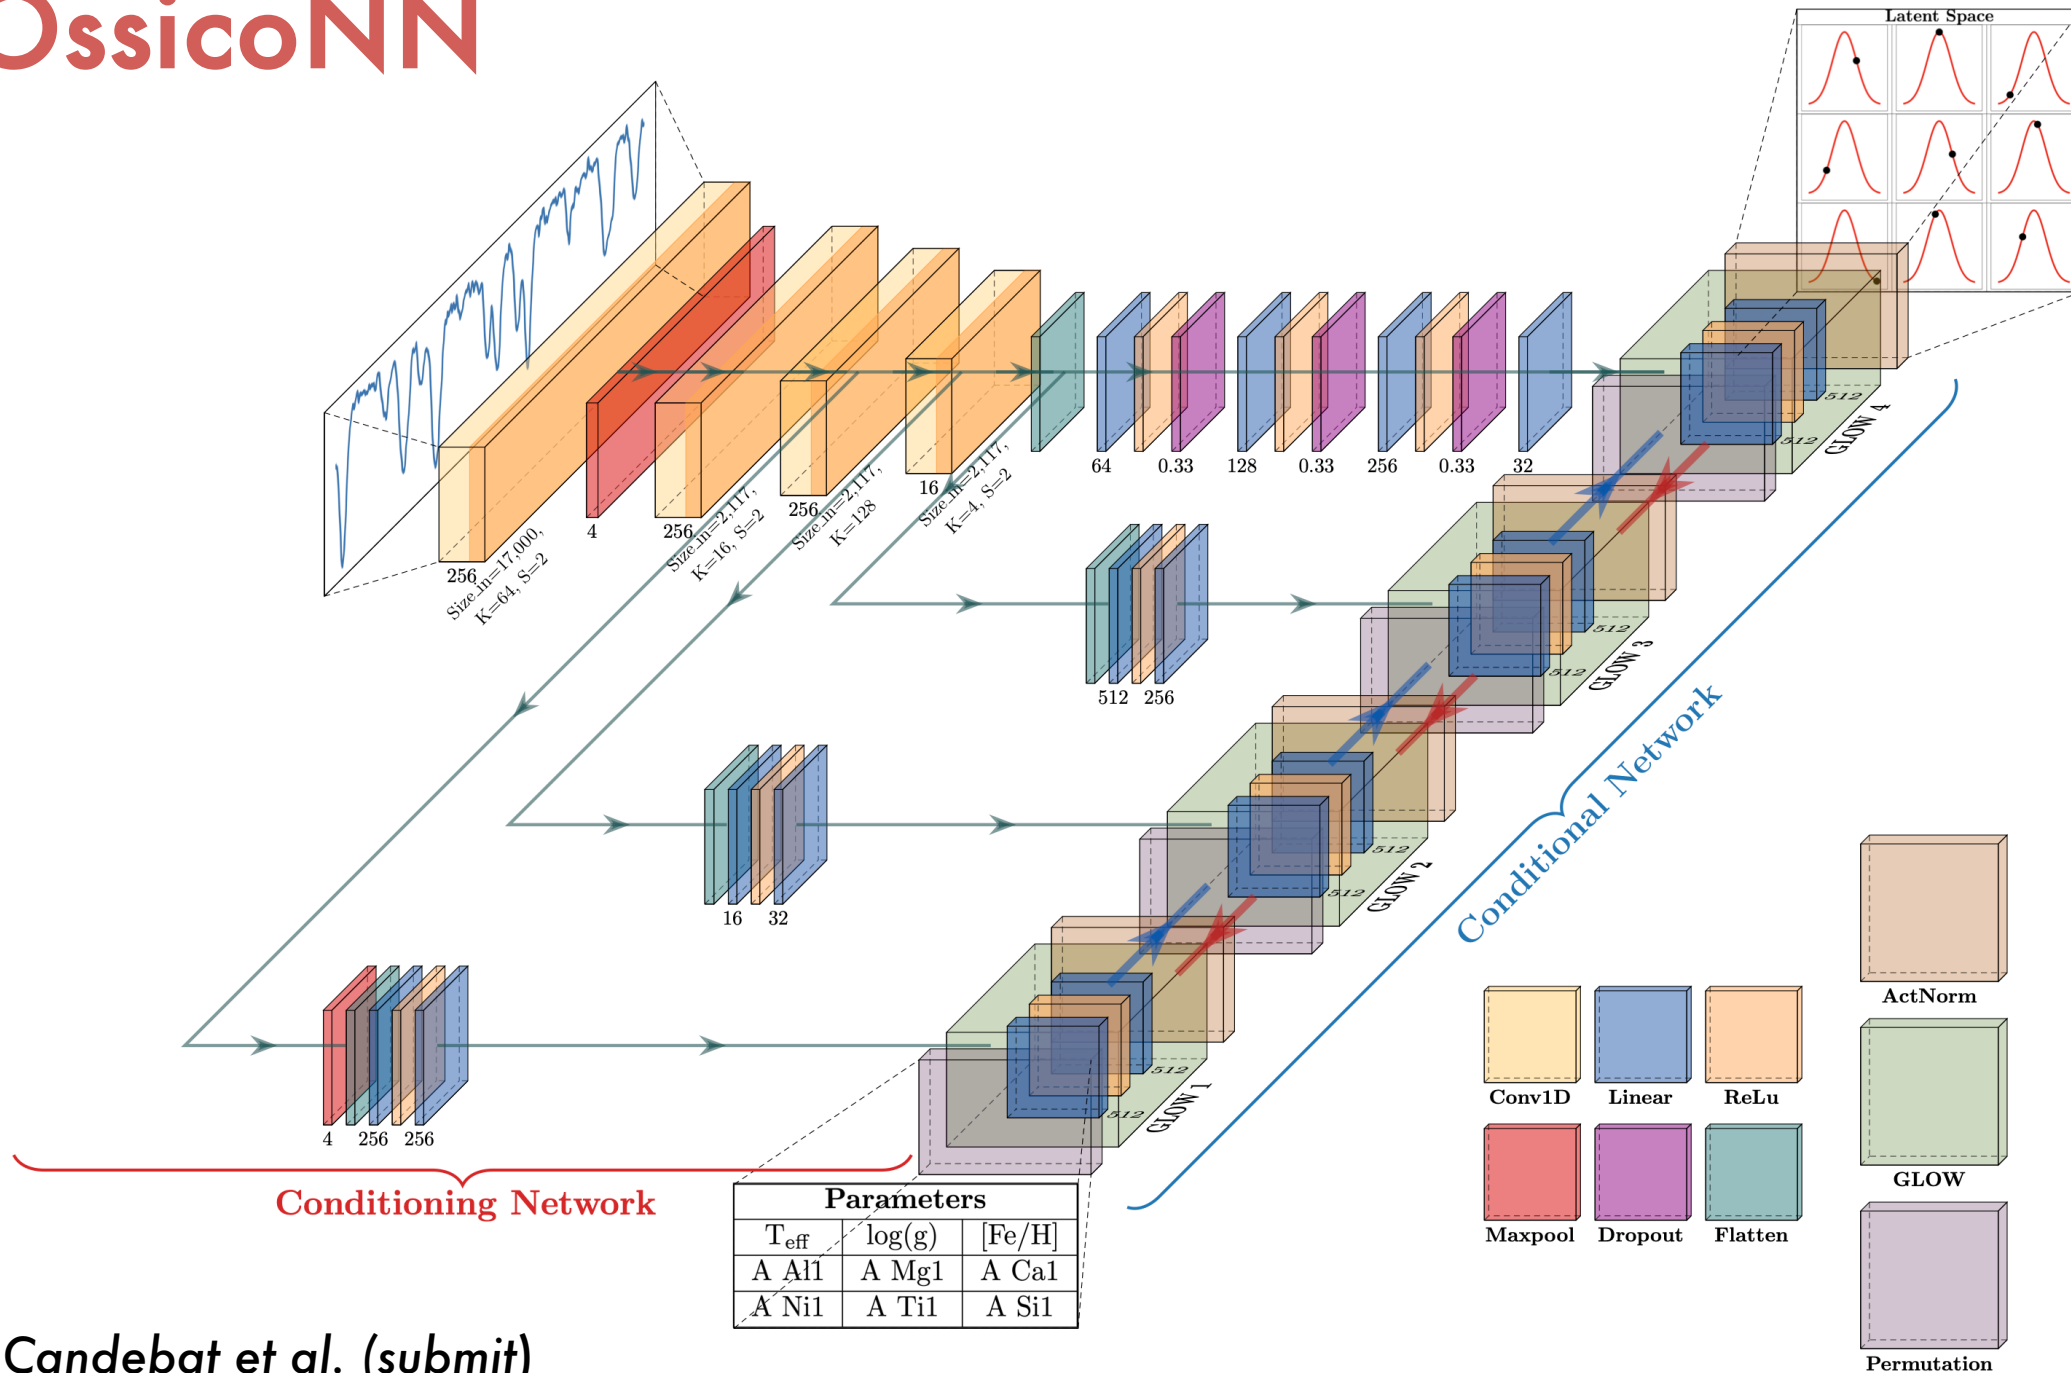 OssicoNN
Latent Space
256
Size_in=17,000,
K=64, S=2
4
256
Size_in=2,117,
K=16, S=2
256
Size_in=2,117,
K=128
16
Size_in=2,117,
K=4, S=2
64
0.33
128
0.33
256
0.33
32
512
512
GLOW 4
512 256
512
512
GLOW 3
16 32
512
512
GLOW 2
4 256 256
512
512
GLOW 1
Conditioning Network
Conditional Network
Parameters
T_eff log(g) [Fe/H]
A Al1 A Mg1 A Ca1
A Ni1 A Ti1 A Si1
Conv1D Linear ReLu
Maxpool Dropout Flatten
ActNorm
GLOW
Permutation
Candebat et al. (submit)